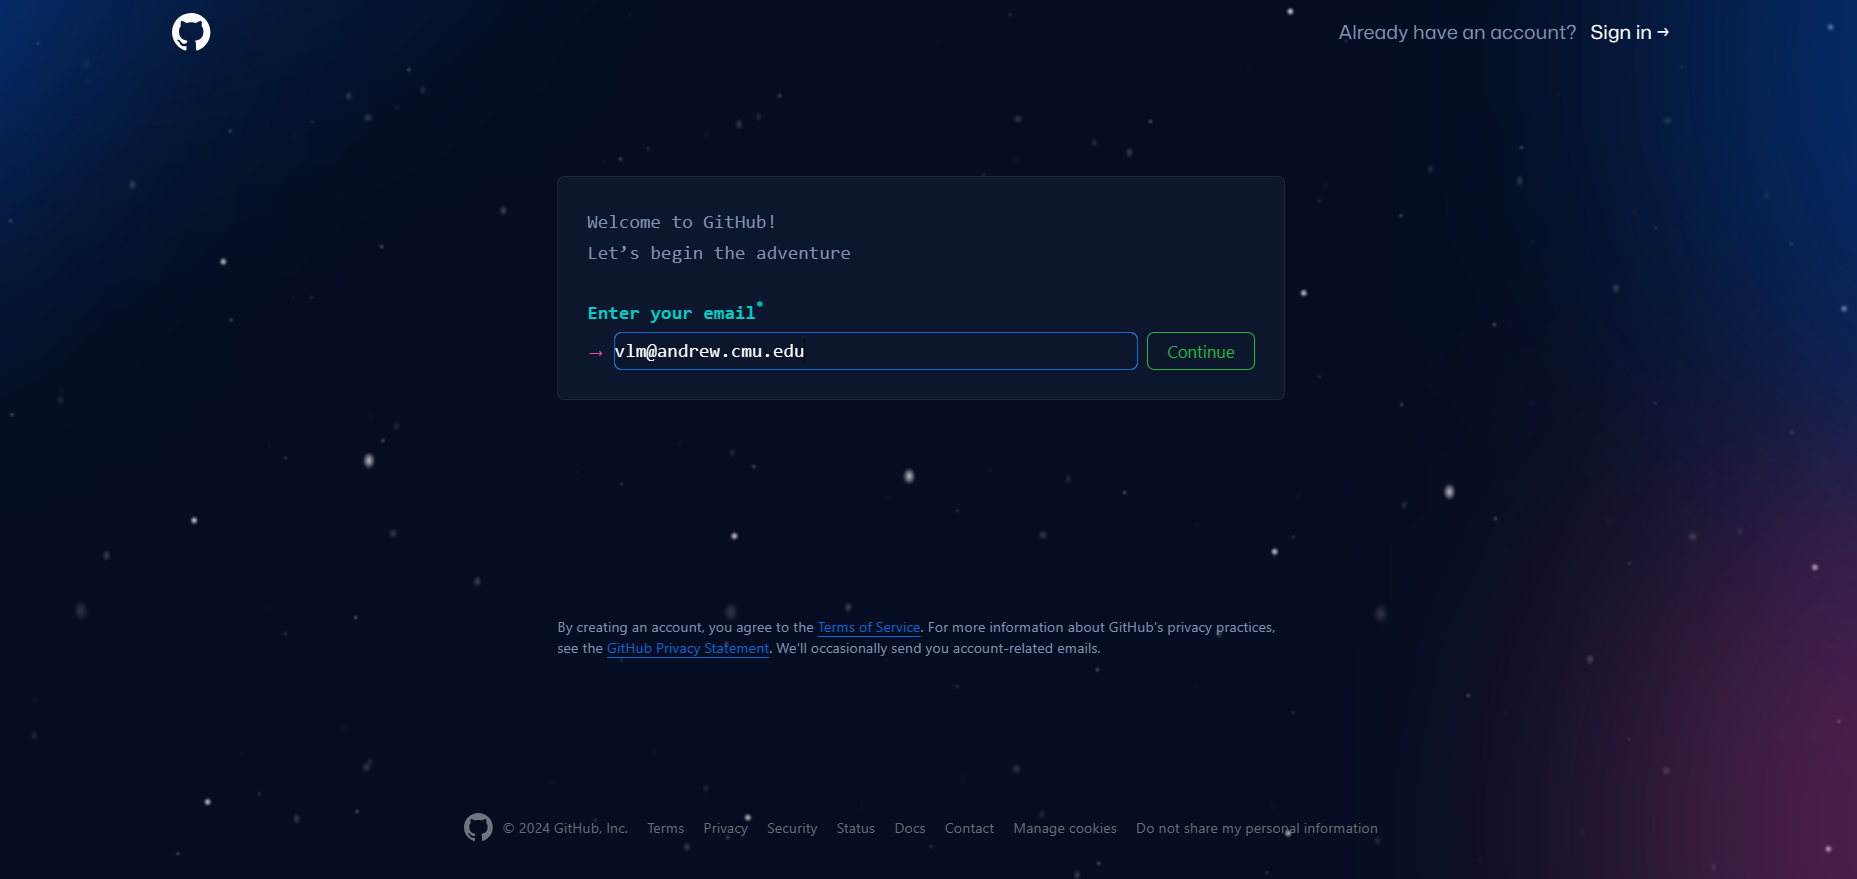 Already have an account? Sign in →
Welcome to GitHub!
Let’s begin the adventure
Enter your email*
→ vlm@andrew.cmu.edu Continue
By creating an account, you agree to the Terms of Service. For more information about GitHub's privacy practices,
see the GitHub Privacy Statement. We'll occasionally send you account-related emails.
© 2024 GitHub, Inc. Terms Privacy Security Status Docs Contact Manage cookies Do not share my personal information